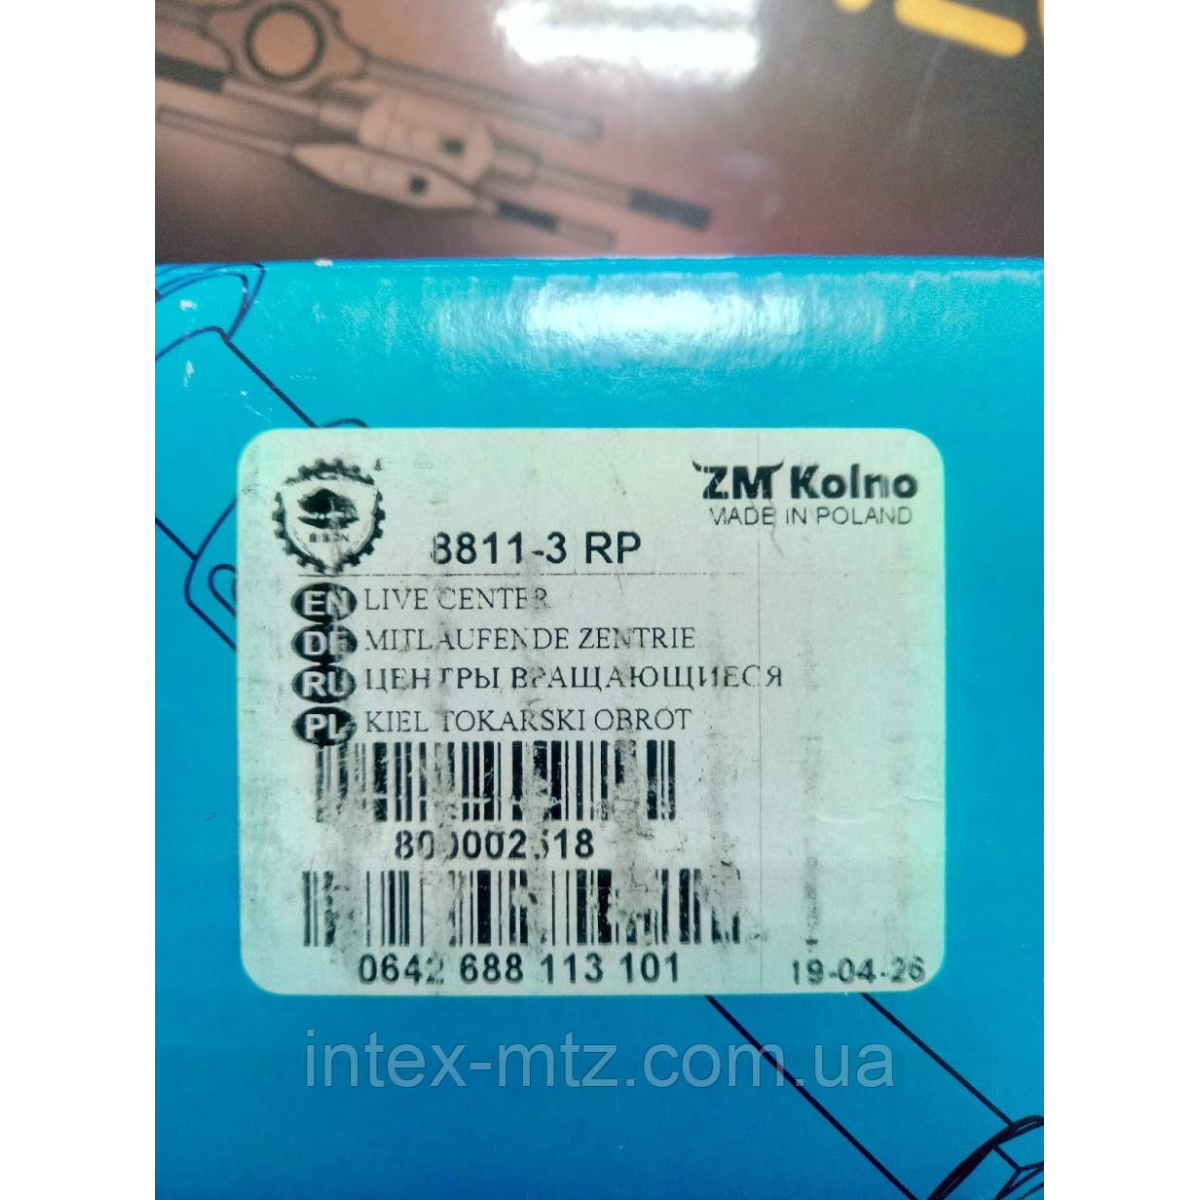 ZM Kolno
MADE IN POLAND
BISON
8811-3 RP
EN LIVE CENTER
DE MITLAUFENDE ZENTRIE
RU ЦЕНТРЫ ВРАЩАЮЩИЕСЯ
PL KIEL TOKARSKI OBROT
0642 688 113 101
19-04-26
intex-mtz.com.ua